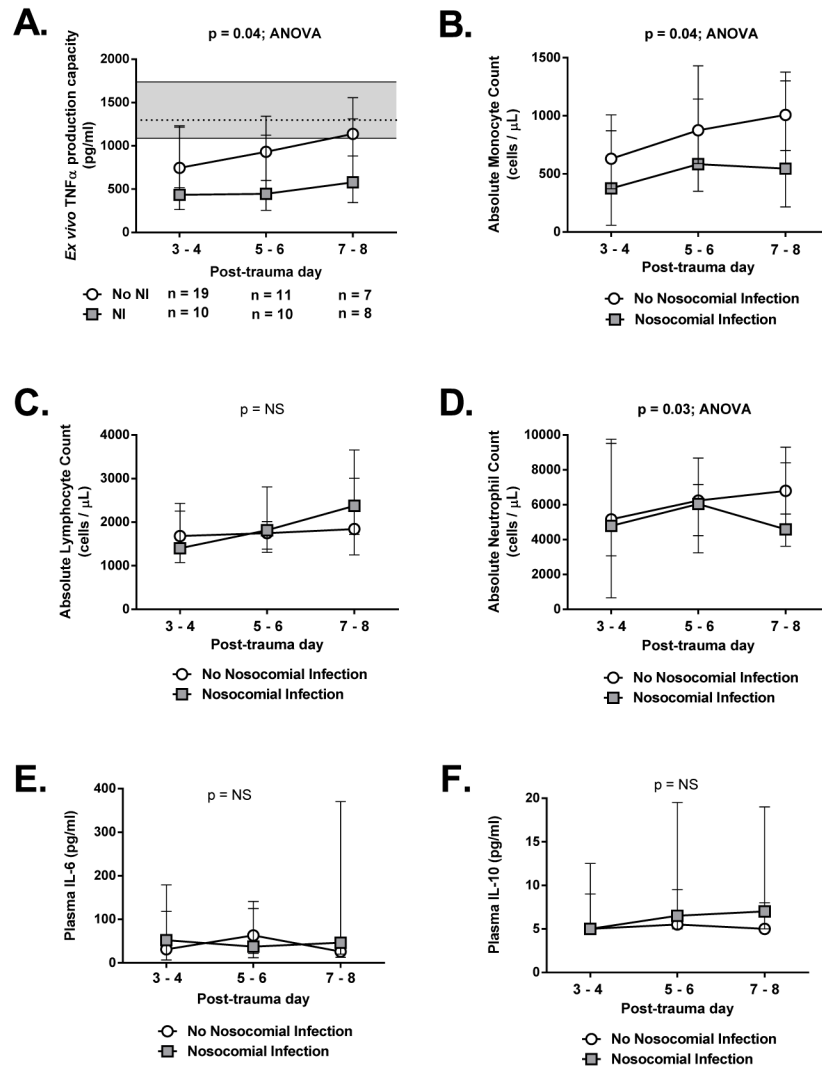 A.
p = 0.04; ANOVA
Ex vivo TNFα production capacity
(pg/ml)
2000
1500
1000
500
0
3 - 4
5 - 6
7 - 8
Post-trauma day
No NI n = 19 n = 11 n = 7
NI n = 10 n = 10 n = 8
B.
p = 0.04; ANOVA
Absolute Monocyte Count
(cells / μL)
1500
1000
500
0
3 - 4
5 - 6
7 - 8
Post-trauma day
No Nosocomial Infection
Nosocomial Infection
C.
p = NS
Absolute Lymphocyte Count
(cells / μL)
4000
3000
2000
1000
0
3 - 4
5 - 6
7 - 8
Post-trauma day
No Nosocomial Infection
Nosocomial Infection
D.
p = 0.03; ANOVA
Absolute Neutrophil Count
(cells / μL)
10000
8000
6000
4000
2000
0
3 - 4
5 - 6
7 - 8
Post-trauma day
No Nosocomial Infection
Nosocomial Infection
E.
p = NS
Plasma IL-6 (pg/ml)
400
300
200
100
0
3 - 4
5 - 6
7 - 8
Post-trauma day
No Nosocomial Infection
Nosocomial Infection
F.
p = NS
Plasma IL-10 (pg/ml)
20
15
10
5
0
3 - 4
5 - 6
7 - 8
Post-trauma day
No Nosocomial Infection
Nosocomial Infection